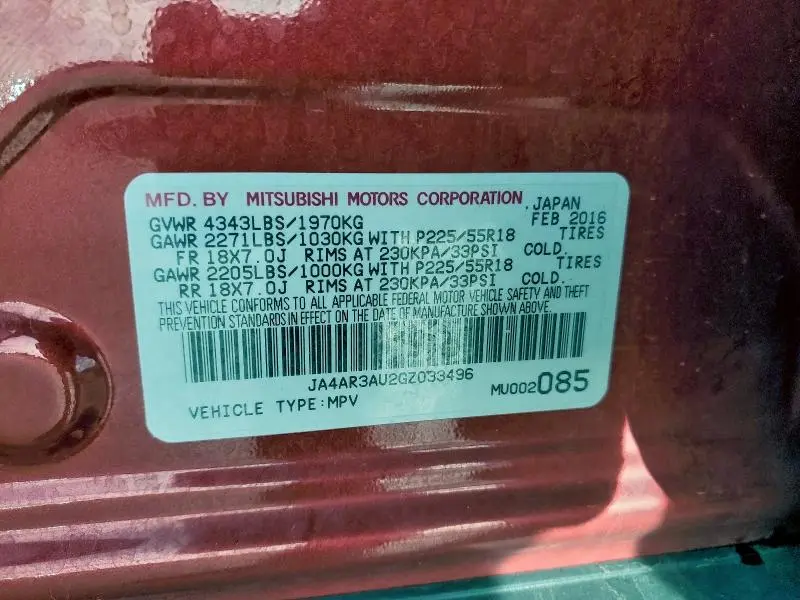 MFD. BY MITSUBISHI MOTORS CORPORATION, JAPAN
GVWR 4343LBS/1970KG FEB 2016
GAWR 2271LBS/1030KG WITH P225/55R18 TIRES
FR 18X7.0J RIMS AT 230KPA/33PSI COLD.
GAWR 2205LBS/1000KG WITH P225/55R18 TIRES
RR 18X7.0J RIMS AT 230KPA/33PSI COLD.
THIS VEHICLE CONFORMS TO ALL APPLICABLE FEDERAL MOTOR VEHICLE SAFETY AND THEFT
PREVENTION STANDARDS IN EFFECT ON THE DATE OF MANUFACTURE SHOWN ABOVE.
JA4AR3AU2GZ033496
VEHICLE TYPE:MPV MU002085